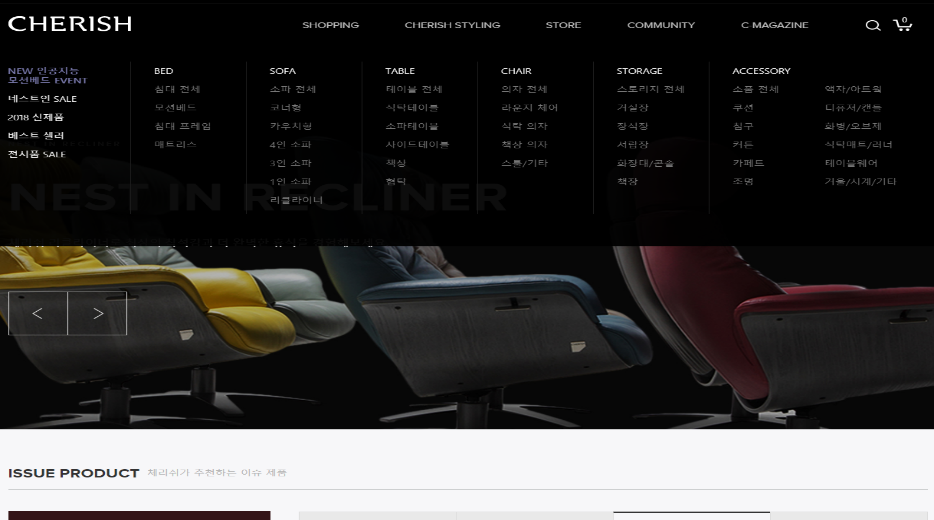 CHERISH
SHOPPING CHERISH STYLING STORE COMMUNITY C MAGAZINE
0
NEW 인공지능
모션베드 EVENT
네스트인 SALE
2018 신제품
베스트 셀러
전시품 SALE
BED
침대 전체
모션베드
침대 프레임
매트리스
SOFA
소파 전체
코너형
카우치형
4인 소파
3인 소파
1인 소파
리클라이너
TABLE
테이블 전체
식탁테이블
소파테이블
사이드테이블
책상
협탁
CHAIR
의자 전체
라운지 체어
식탁 의자
책상 의자
스툴/기타
STORAGE
스토리지 전체
거실장
장식장
서랍장
화장대/콘솔
책장
ACCESSORY
소품 전체
쿠션
침구
커튼
카페트
조명
액자/아트월
디퓨저/캔들
화병/오브제
식탁매트/러너
테이블웨어
거울/시계/기타
NEST IN RECLINER
< >
ISSUE PRODUCT 체리쉬가 추천하는 이슈 제품